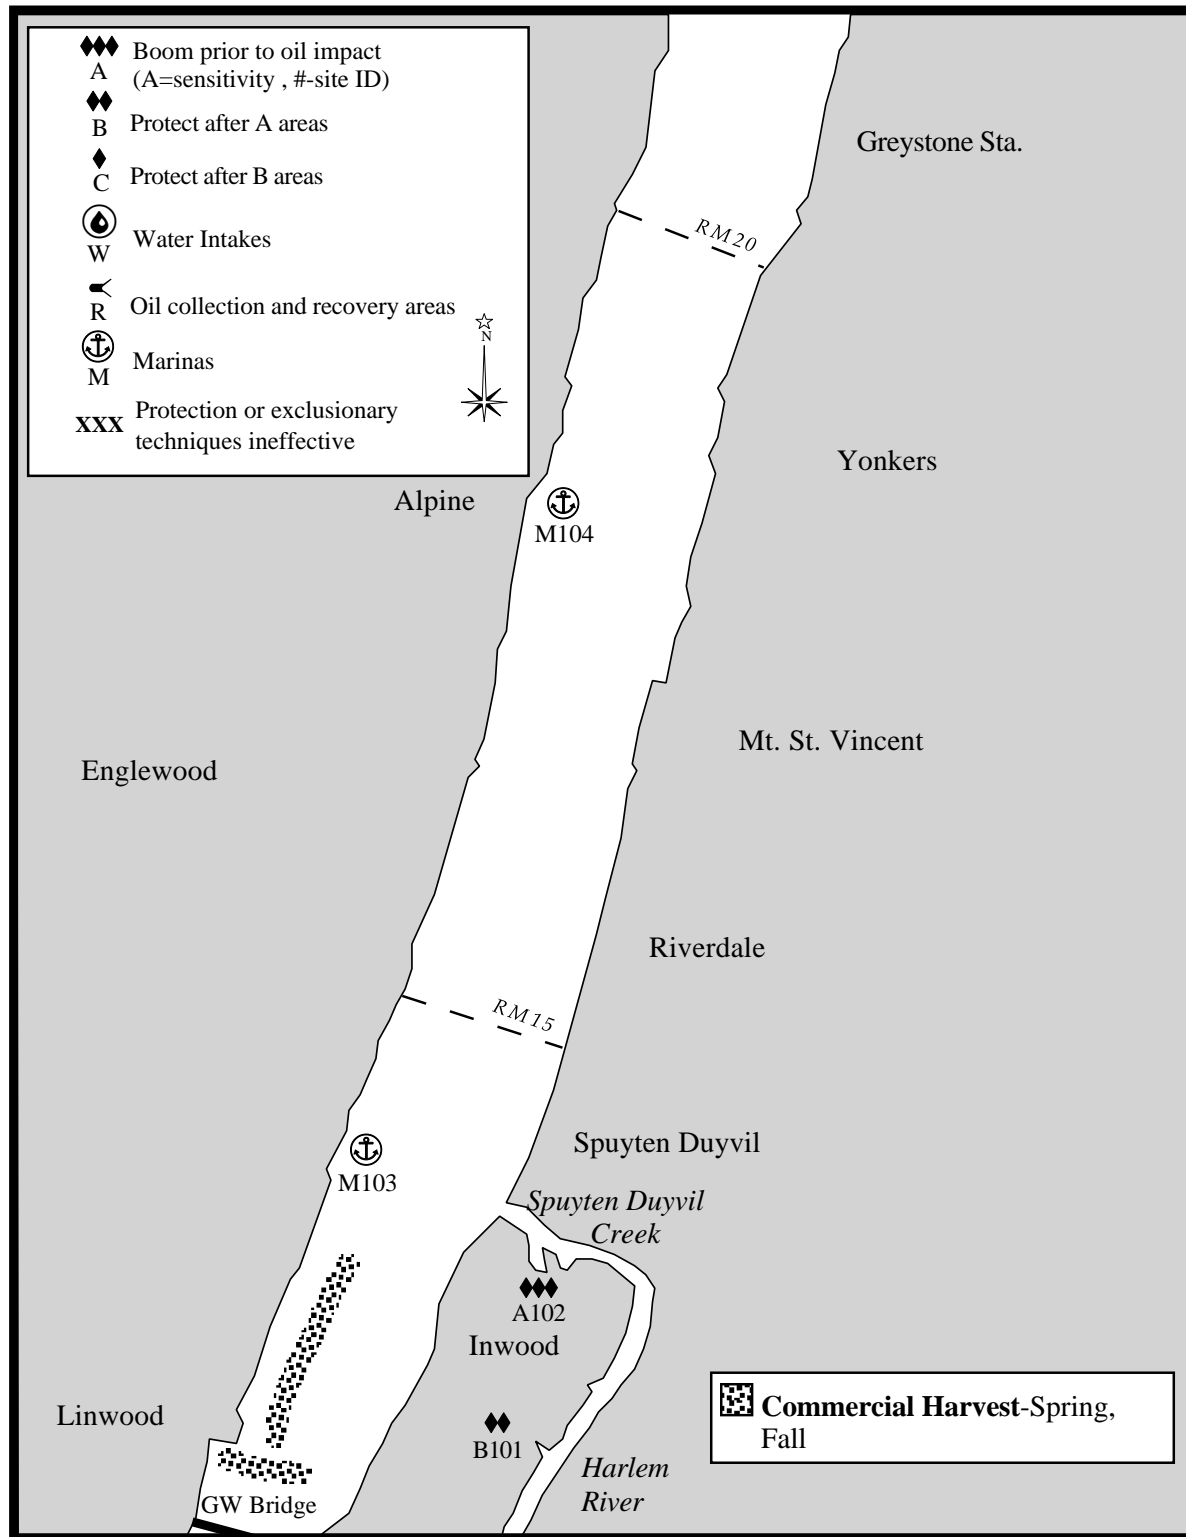 Boom prior to oil impact
A
(A=sensitivity , #-site ID)
B
Protect after A areas
C
Protect after B areas
W
Water Intakes
R
Oil collection and recovery areas
M
Marinas
XXX
Protection or exclusionary
techniques ineffective
N
Greystone Sta.
RM20
Yonkers
Alpine
M104
Mt. St. Vincent
Englewood
Riverdale
RM15
Spuyten Duyvil
M103
Spuyten Duyvil
Creek
A102
Inwood
Linwood
B101
Harlem
River
GW Bridge
Commercial Harvest-Spring,
Fall